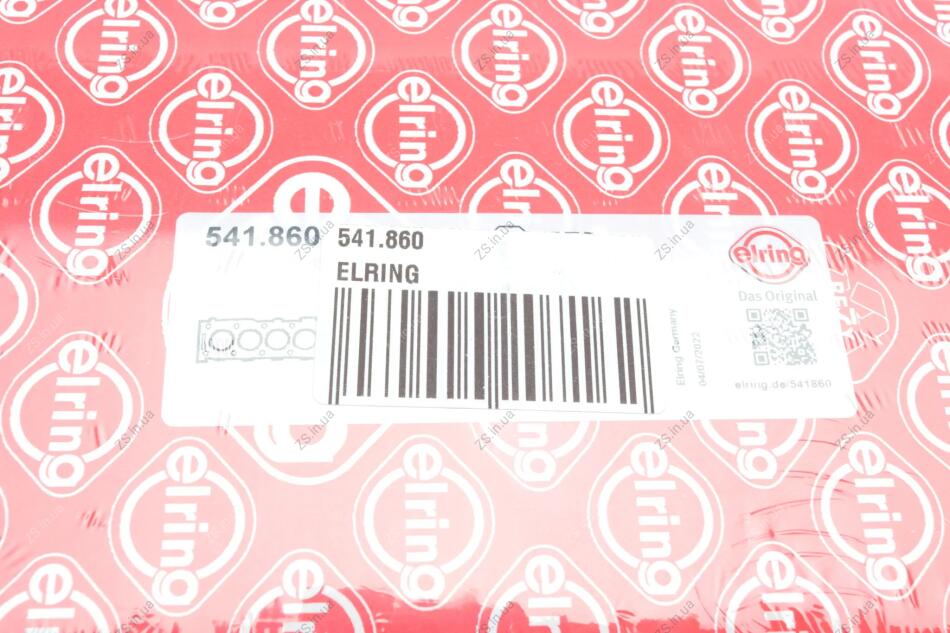 541.860
541.860
ELRING
elring
Das Original
Elring Germany
04/07/2022
elring.de/541860
elring
ZS.in.ua